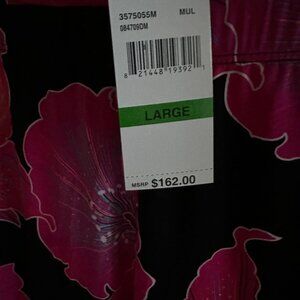 3575055M MUL
084709DM
8 21448 19392 1
LARGE
MSRP $162.00